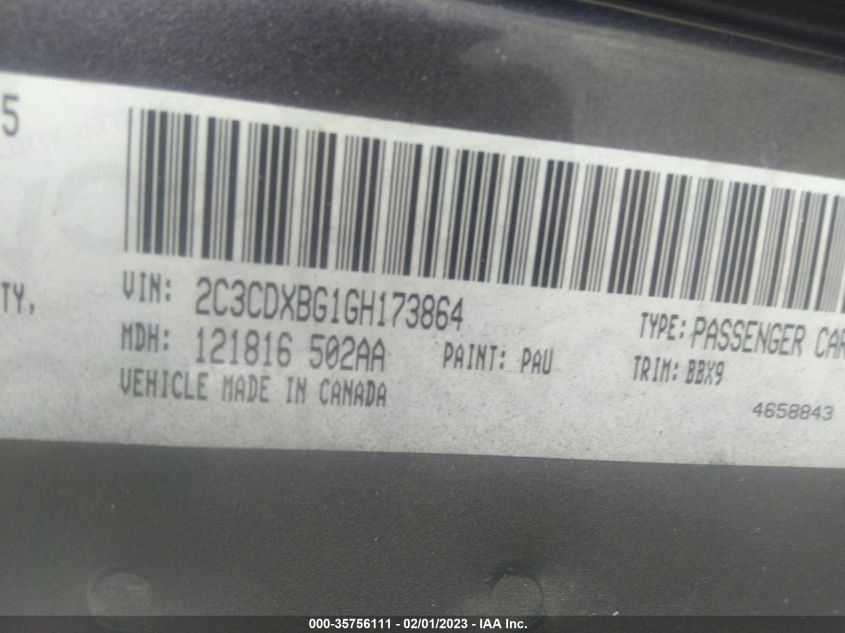 5
TY,
VIN: 2C3CDXBG1GH173864
TYPE: PASSENGER CAR
MDH: 121816 502AA
PAINT: PAU
TRIM: BBX9
VEHICLE MADE IN CANADA
4658843
000-35756111 - 02/01/2023 - IAA Inc.